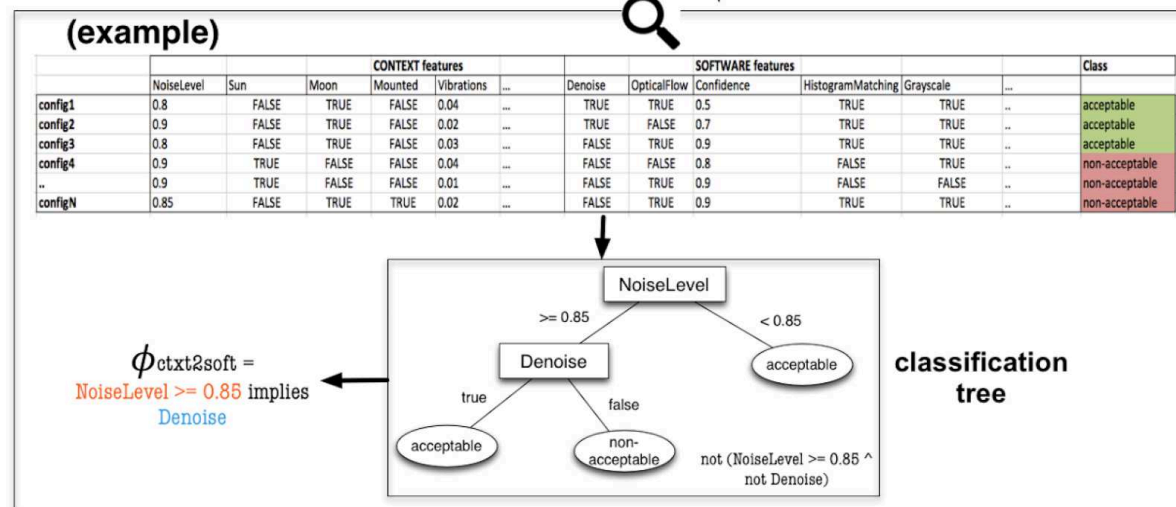 (example)
CONTEXT features SOFTWARE features Class
NoiseLevel Sun Moon Mounted Vibrations ... Denoise OpticalFlow Confidence HistogramMatching Grayscale ...
config1 0.8 FALSE TRUE FALSE 0.04 ... TRUE TRUE 0.5 TRUE TRUE .. acceptable
config2 0.9 FALSE TRUE FALSE 0.02 ... TRUE FALSE 0.7 TRUE TRUE .. acceptable
config3 0.8 FALSE TRUE FALSE 0.03 ... FALSE TRUE 0.9 TRUE TRUE .. acceptable
config4 0.9 TRUE FALSE FALSE 0.04 ... FALSE FALSE 0.8 FALSE TRUE .. non-acceptable
.. 0.9 TRUE FALSE FALSE 0.01 ... FALSE TRUE 0.9 FALSE FALSE .. non-acceptable
configN 0.85 FALSE TRUE TRUE 0.02 ... FALSE TRUE 0.9 TRUE TRUE .. non-acceptable
NoiseLevel
>= 0.85 < 0.85
Denoise
acceptable
true false
acceptable
non-
acceptable
not (NoiseLevel >= 0.85 ^
not Denoise)
classification
tree
ϕctxt2soft =
NoiseLevel >= 0.85 implies
Denoise